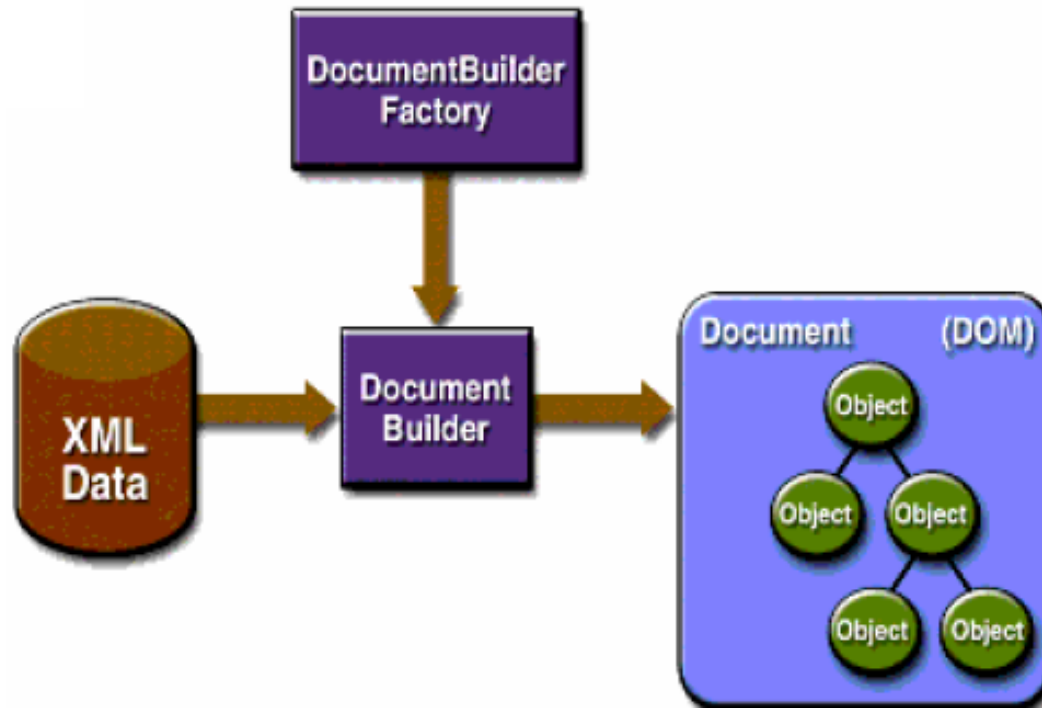 DocumentBuilder
Factory
XML
Data
Document
Builder
Document (DOM)
Object
Object
Object
Object
Object